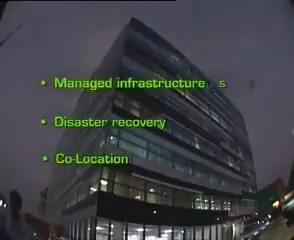 • Managed infrastructure s
• Disaster recovery
• Co-Location